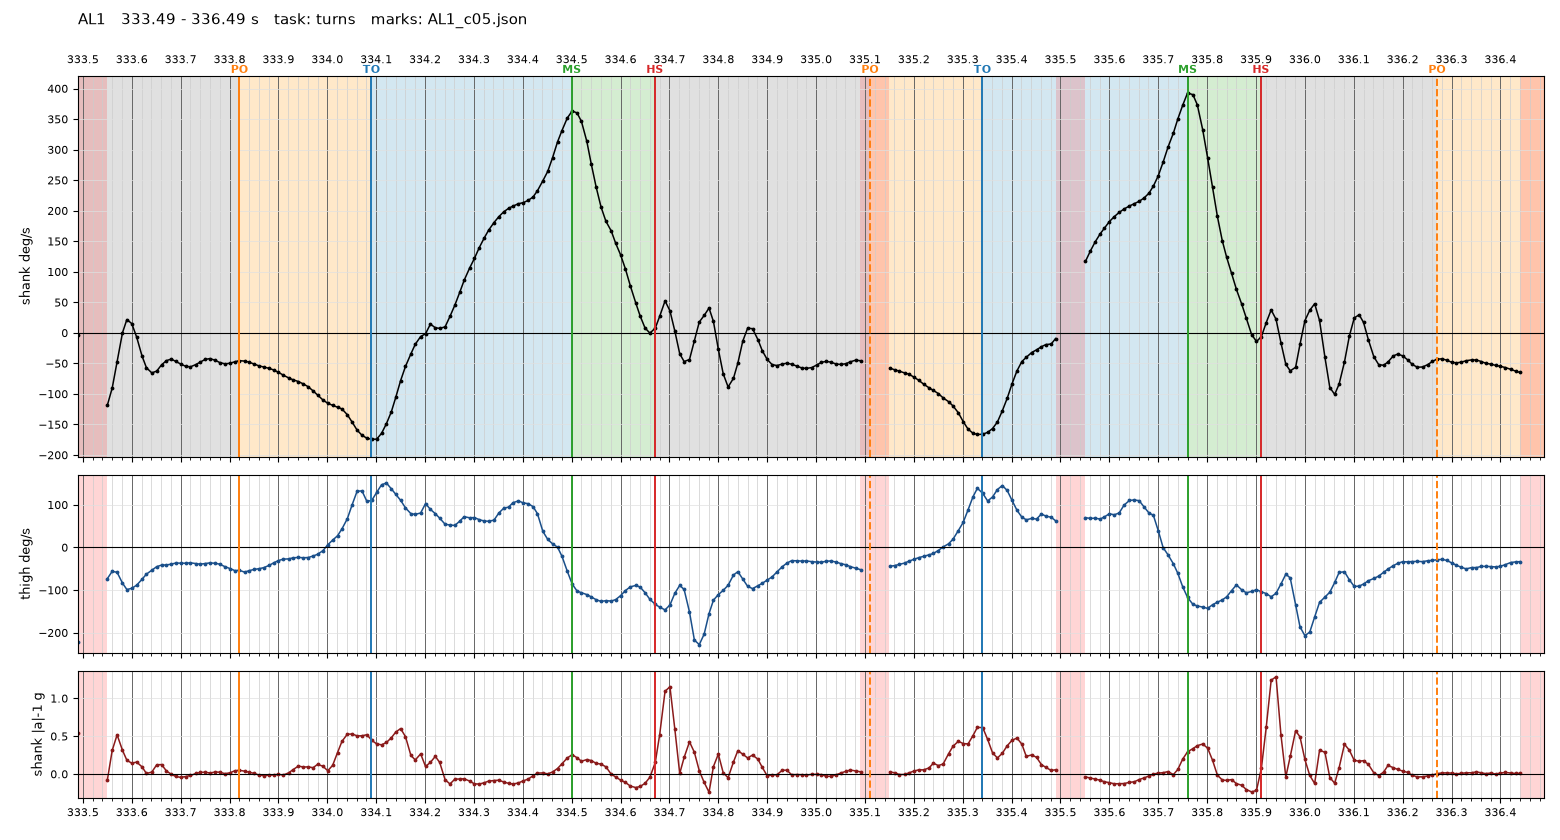 AL1   333.49 - 336.49 s   task: turns   marks: AL1_c05.json
333.5 333.6 333.7 333.8 333.9 334.0 334.1 334.2 334.3 334.4 334.5 334.6 334.7 334.8 334.9 335.0 335.1 335.2 335.3 335.4 335.5 335.6 335.7 335.8 335.9 336.0 336.1 336.2 336.3 336.4
PO TO MS HS PO TO MS HS PO
400
350
300
250
200
150
100
50
0
−50
−100
−150
−200
shank deg/s
100
0
−100
−200
thigh deg/s
1.0
0.5
0.0
shank |a|-1 g
333.5 333.6 333.7 333.8 333.9 334.0 334.1 334.2 334.3 334.4 334.5 334.6 334.7 334.8 334.9 335.0 335.1 335.2 335.3 335.4 335.5 335.6 335.7 335.8 335.9 336.0 336.1 336.2 336.3 336.4